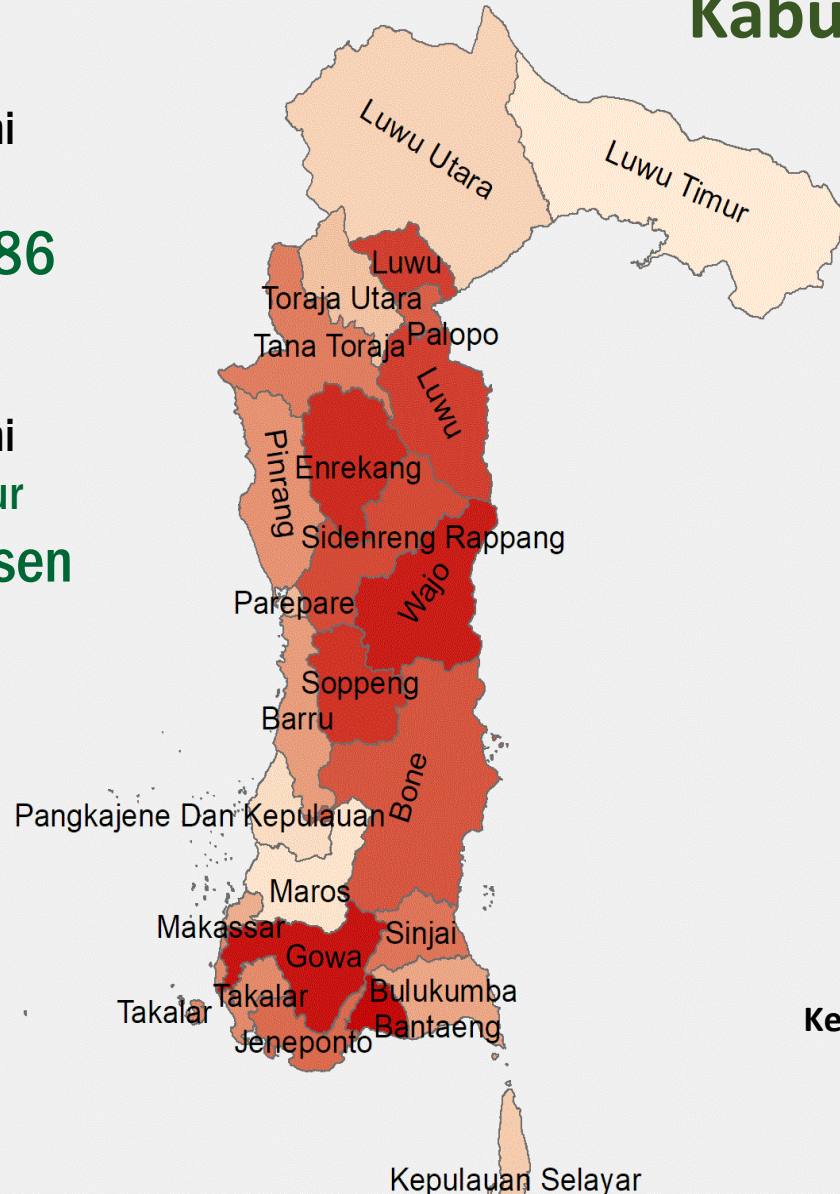 Kabu
ni
86
ni
ur
sen
Luwu Utara
Luwu Timur
Luwu
Toraja Utara
Palopo
Tana Toraja
Luwu
Pinrang
Enrekang
Sidenreng Rappang
Wajo
Parepare
Soppeng
Barru
Bone
Pangkajene Dan Kepulauan
Maros
Makassar
Sinjai
Gowa
Takalar
Bulukumba
Takalar
Bantaeng
Jeneponto
Ke
Kepulauan Selayar